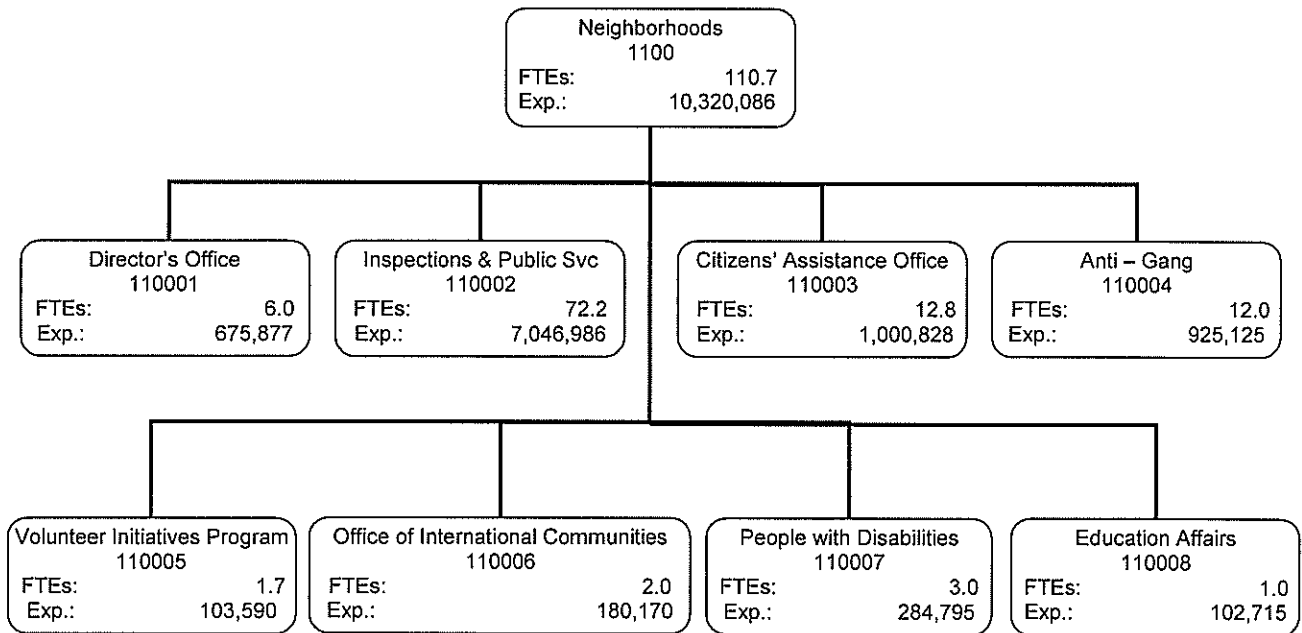 Neighborhoods
1100
FTEs: 110.7
Exp.: 10,320,086
Director's Office
110001
FTEs: 6.0
Exp.: 675,877
Inspections & Public Svc
110002
FTEs: 72.2
Exp.: 7,046,986
Citizens' Assistance Office
110003
FTEs: 12.8
Exp.: 1,000,828
Anti – Gang
110004
FTEs: 12.0
Exp.: 925,125
Volunteer Initiatives Program
110005
FTEs: 1.7
Exp.: 103,590
Office of International Communities
110006
FTEs: 2.0
Exp.: 180,170
People with Disabilities
110007
FTEs: 3.0
Exp.: 284,795
Education Affairs
110008
FTEs: 1.0
Exp.: 102,715